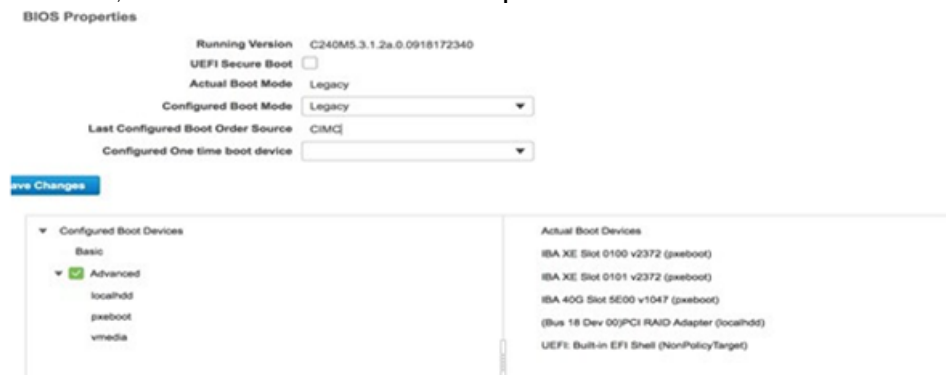 BIOS Properties
Running Version C240M5.3.1.2a.0.0918172340
UEFI Secure Boot
Actual Boot Mode Legacy
Configured Boot Mode Legacy
Last Configured Boot Order Source CIMC
Configured One time boot device
ave Changes
Configured Boot Devices
Basic
Advanced
localhdd
pxeboot
vmedia
Actual Boot Devices
IBA XE Slot 0100 v2372 (pxeboot)
IBA XE Slot 0101 v2372 (pxeboot)
IBA 40G Slot 5E00 v1047 (pxeboot)
(Bus 18 Dev 00)PCI RAID Adapter (localhdd)
UEFI: Built-in EFI Shell (NonPolicyTarget)